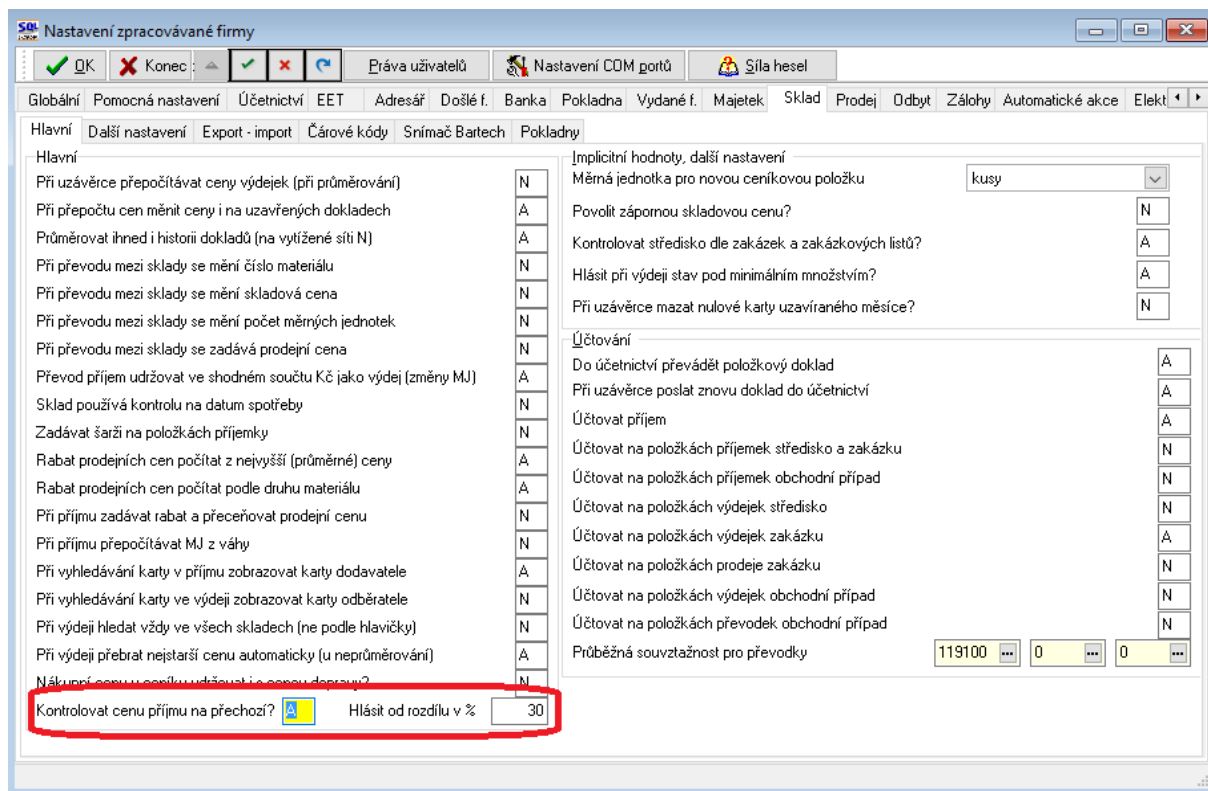 SQL Nastavení zpracovávané firmy
OK Konec : Práva uživatelů Nastavení COM portů Síla hesel
Globální Pomocná nastavení Účetnictví EET Adresář Došlé f. Banka Pokladna Vydané f. Majetek Sklad Prodej Odbyt Zálohy Automatické akce Elekt
Hlavní Další nastavení Export - import Čárové kódy Snímač Bartech Pokladny
Hlavní
Při uzávěrce přepočítávat ceny výdejek (při průměrování) N
Při přepočtu cen měnit ceny i na uzavřených dokladech A
Průměrovat ihned i historii dokladů (na vytížené síti N) A
Při převodu mezi sklady se mění číslo materiálu N
Při převodu mezi sklady se mění skladová cena N
Při převodu mezi sklady se mění počet měrných jednotek N
Při převodu mezi sklady se zadává prodejní cena N
Převod příjem udržovat ve shodném součtu Kč jako výdej (změny MJ) A
Sklad používá kontrolu na datum spotřeby N
Zadávat šarži na položkách příjemky N
Rabat prodejních cen počítat z nejvyšší (průměrné) ceny A
Rabat prodejních cen počítat podle druhu materiálu A
Při příjmu zadávat rabat a přeceňovat prodejní cenu N
Při příjmu přepočítávat MJ z váhy N
Při vyhledávání karty v příjmu zobrazovat karty dodavatele A
Při vyhledávání karty ve výdeji zobrazovat karty odběratele N
Při výdeji hledat vždy ve všech skladech (ne podle hlavičky) N
Při výdeji přebrat nejstarší cenu automaticky (u neprůměrování) A
Nákupní cenu u ceníku udržovat i s cenou dopravy? N
Kontrolovat cenu příjmu na přechozí? A Hlásit od rozdílu v % 30
Implicitní hodnoty, další nastavení
Měrná jednotka pro novou ceníkovou položku kusy
Povolit zápornou skladovou cenu? N
Kontrolovat středisko dle zakázek a zakázkových listů? A
Hlásit při výdeji stav pod minimálním množstvím? A
Při uzávěrce mazat nulové karty uzavíraného měsíce? N
Účtování
Do účetnictví převádět položkový doklad A
Při uzávěrce poslat znovu doklad do účetnictví A
Účtovat příjem A
Účtovat na položkách příjemek středisko a zakázku N
Účtovat na položkách příjemek obchodní případ N
Účtovat na položkách výdejek středisko N
Účtovat na položkách výdejek zakázku A
Účtovat na položkách prodeje zakázku N
Účtovat na položkách výdejek obchodní případ N
Účtovat na položkách převodek obchodní případ N
Průběžná souvztažnost pro převodky 119100 ... 0 ... 0 ...